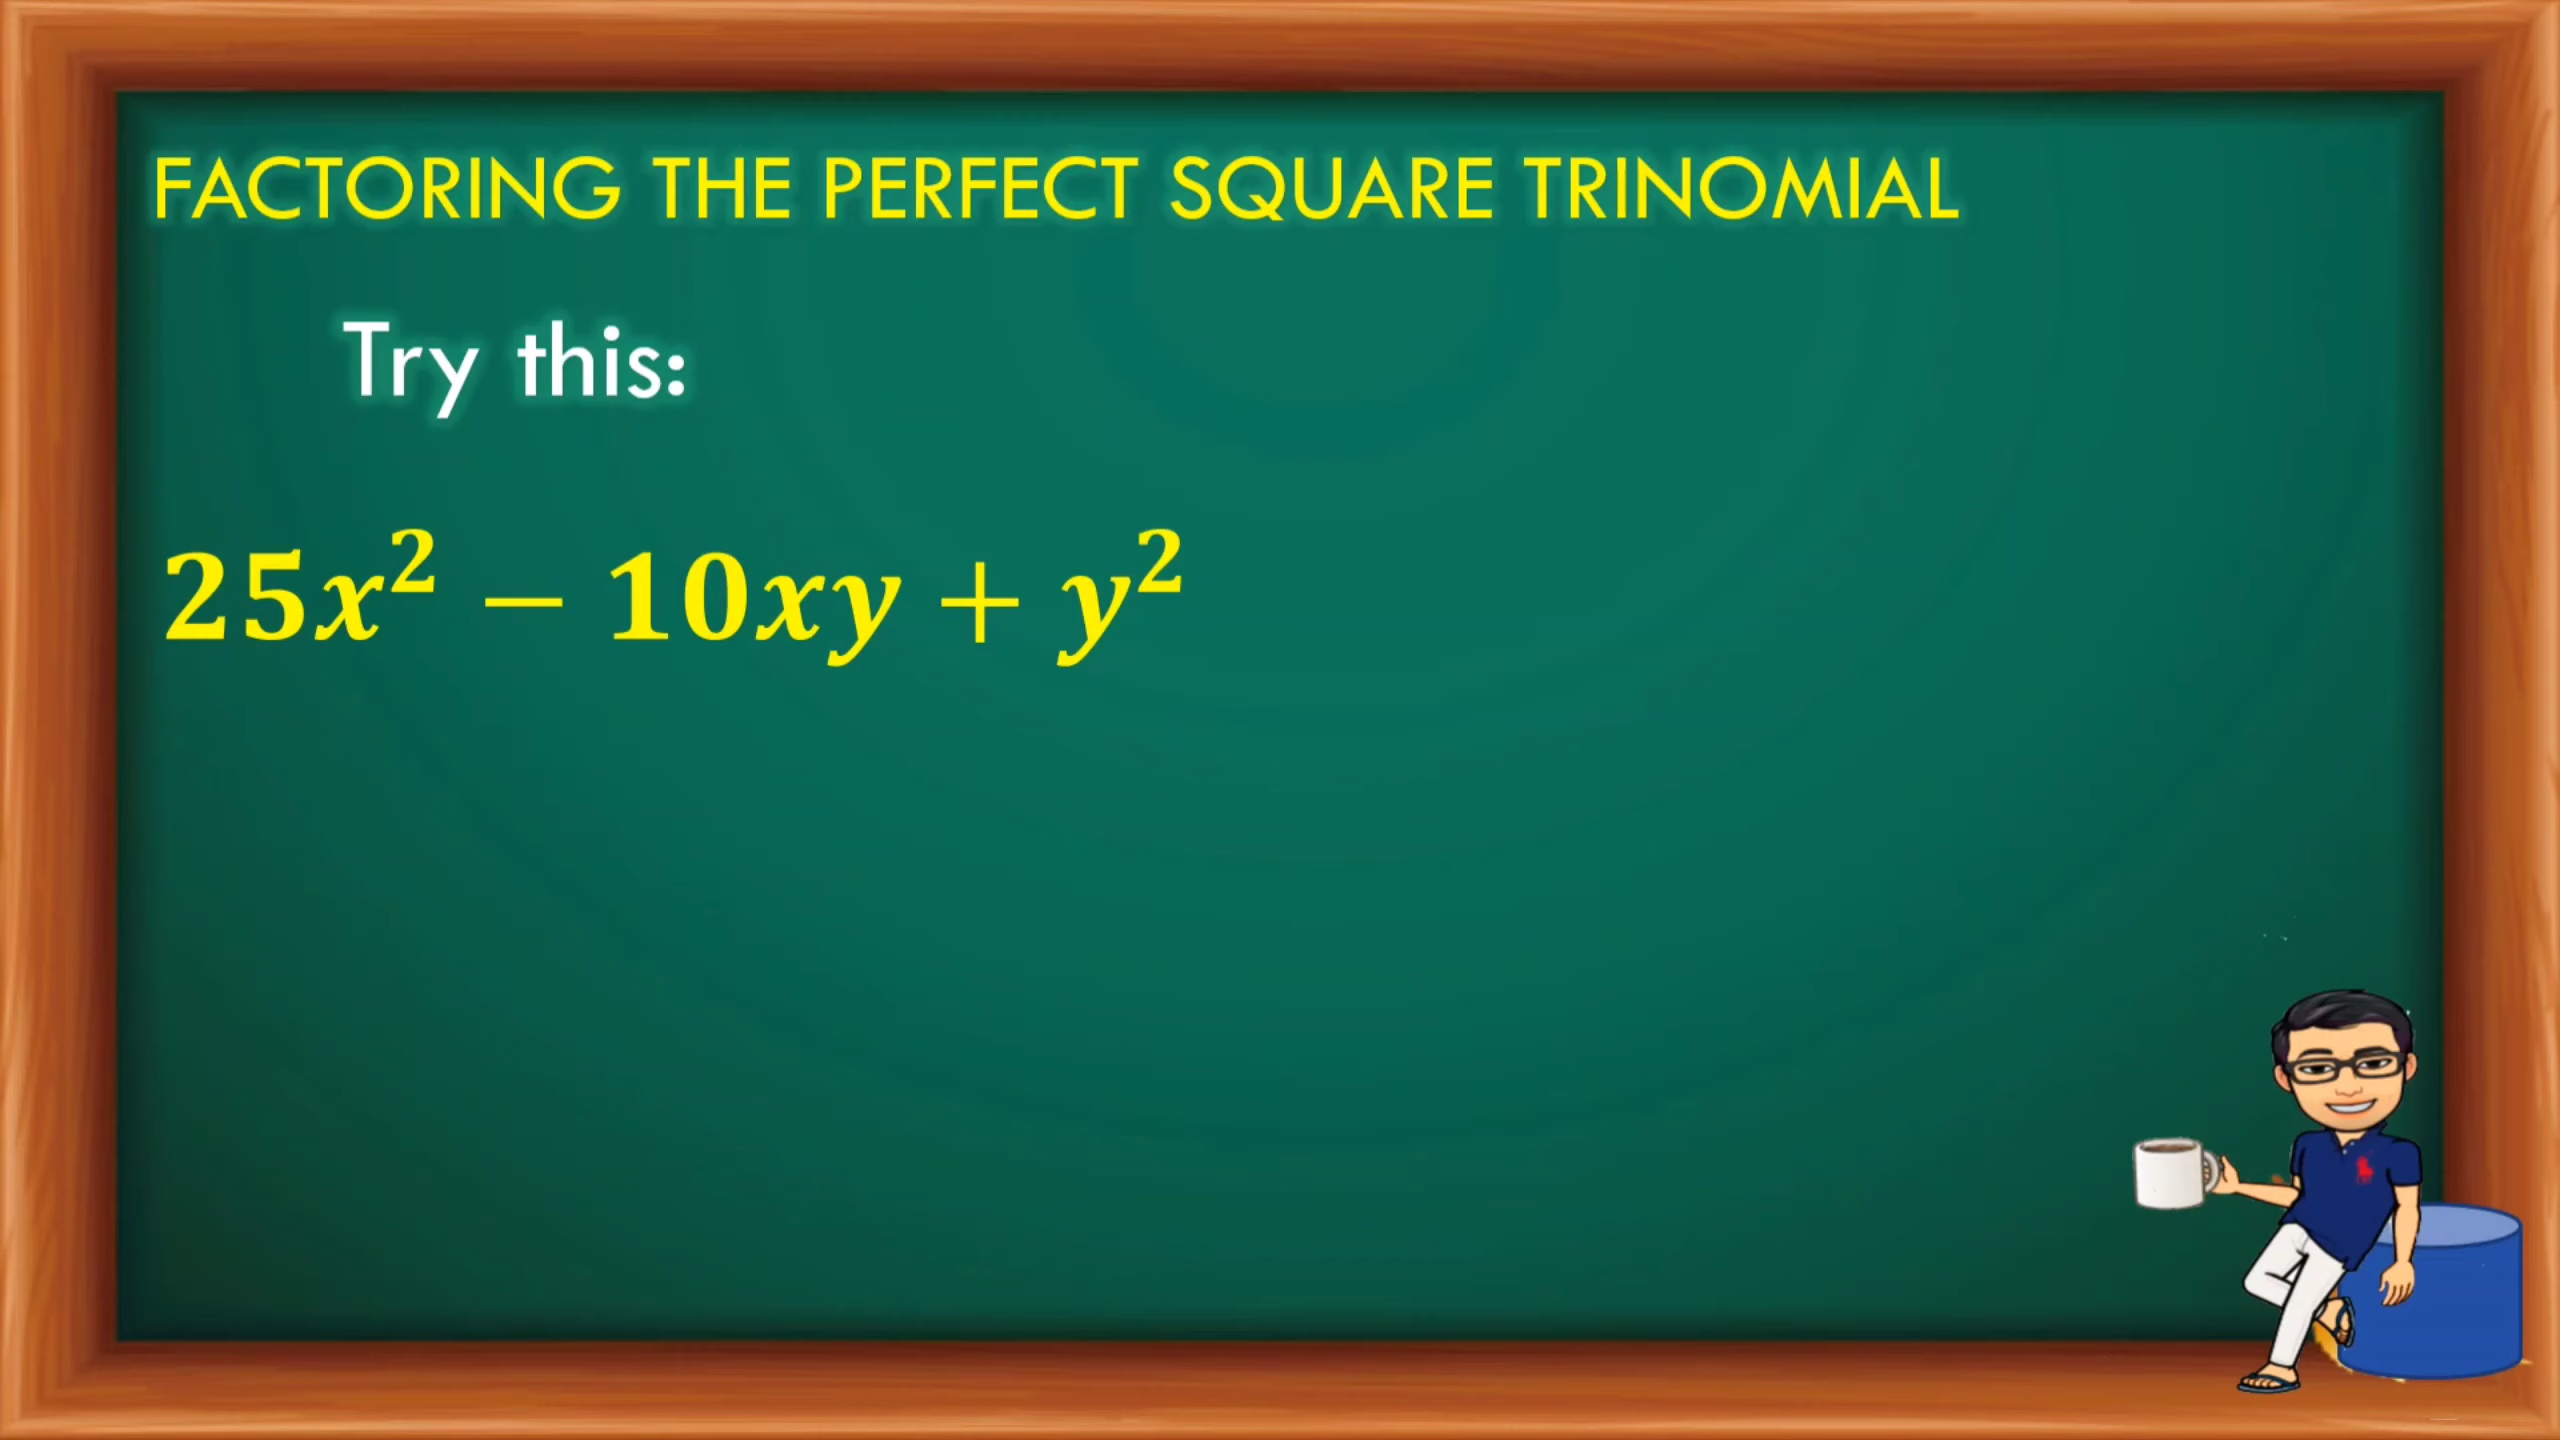 FACTORING THE PERFECT SQUARE TRINOMIAL
Try this:
25x² − 10xy + y²